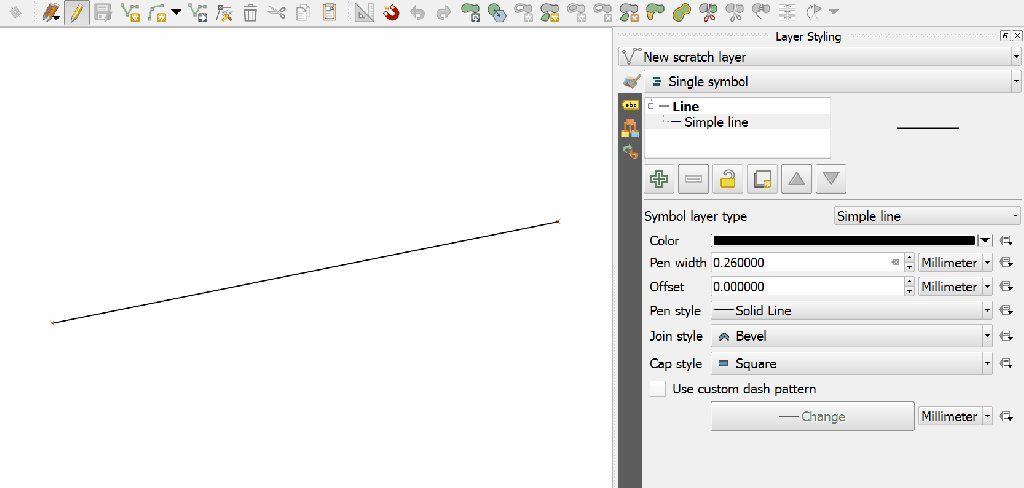 Layer Styling
New scratch layer
Single symbol
abc
Line
Simple line
Symbol layer type Simple line
Color
Pen width 0.260000 Millimeter
Offset 0.000000 Millimeter
Pen style Solid Line
Join style Bevel
Cap style Square
Use custom dash pattern
Change Millimeter